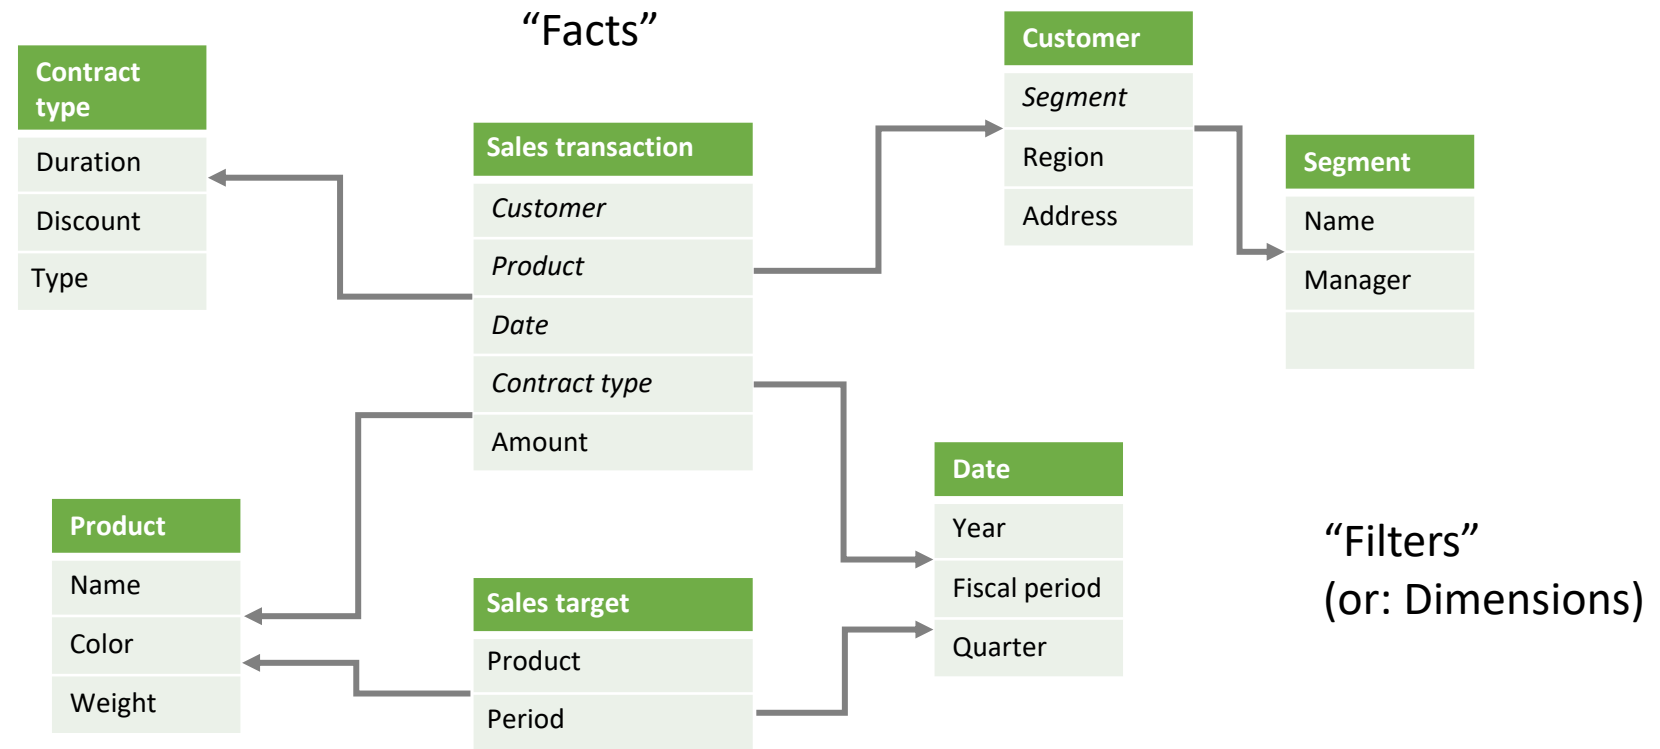 “Facts”
Contract
type
Duration
Discount
Type
Sales transaction
Customer
Product
Date
Contract type
Amount
Customer
Segment
Region
Address
Segment
Name
Manager
Product
Name
Color
Weight
Sales target
Product
Period
Date
Year
Fiscal period
Quarter
“Filters”
(or: Dimensions)